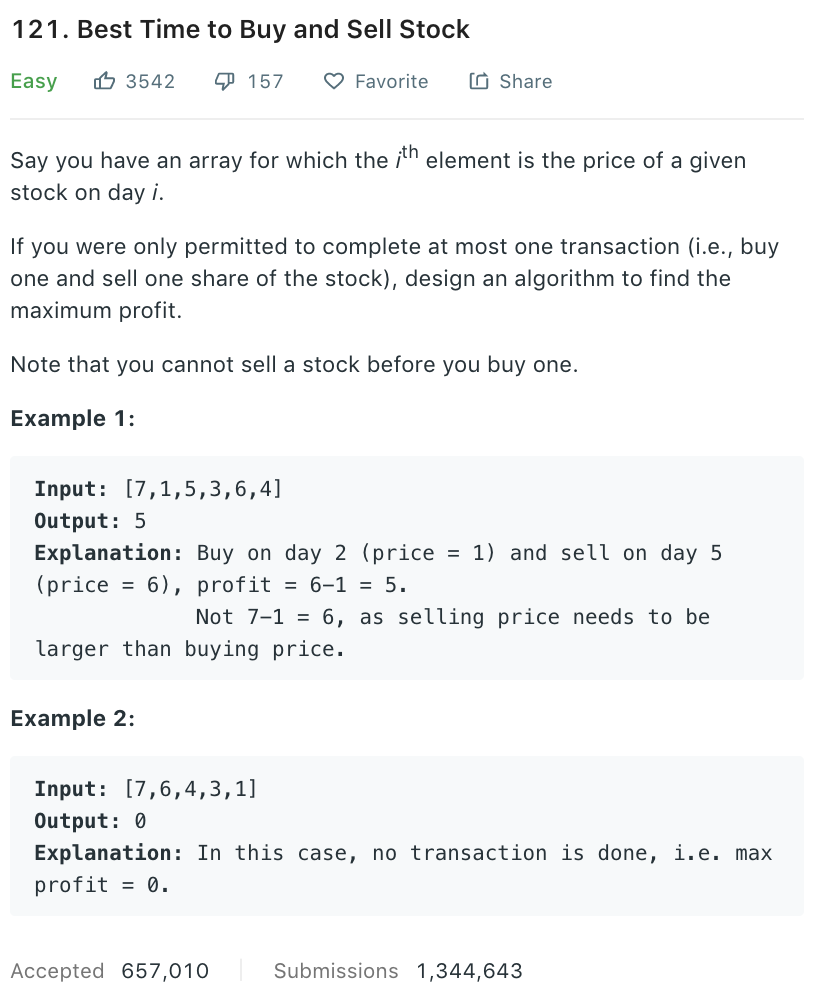 121. Best Time to Buy and Sell Stock
Easy 3542 157 Favorite Share
Say you have an array for which the ith element is the price of a given
stock on day i.
If you were only permitted to complete at most one transaction (i.e., buy
one and sell one share of the stock), design an algorithm to find the
maximum profit.
Note that you cannot sell a stock before you buy one.
Example 1:
Input: [7,1,5,3,6,4]
Output: 5
Explanation: Buy on day 2 (price = 1) and sell on day 5
(price = 6), profit = 6-1 = 5.
Not 7-1 = 6, as selling price needs to be
larger than buying price.
Example 2:
Input: [7,6,4,3,1]
Output: 0
Explanation: In this case, no transaction is done, i.e. max
profit = 0.
Accepted 657,010 Submissions 1,344,643